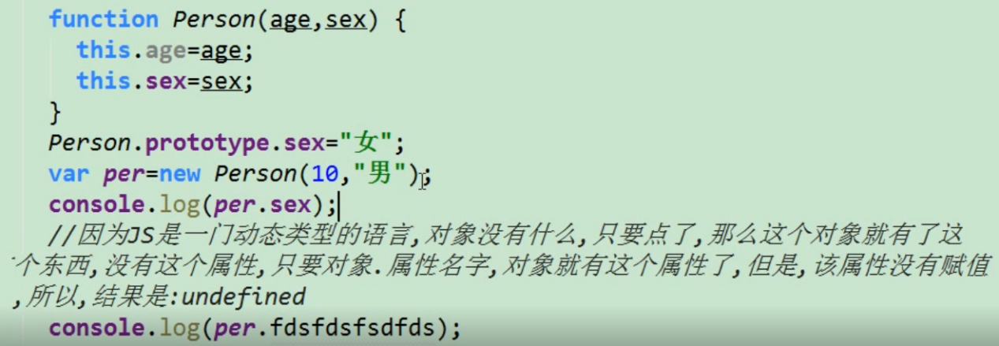 function Person(age,sex) {
this.age=age;
this.sex=sex;
}
Person.prototype.sex="女";
var per=new Person(10,"男");
console.log(per.sex);
//因为JS是一门动态类型的语言,对象没有什么,只要点了,那么这个对象就有了这
个东西,没有这个属性,只要对象.属性名字,对象就有这个属性了,但是,该属性没有赋值
,所以,结果是:undefined
console.log(per.fdsfdsfsdfds);